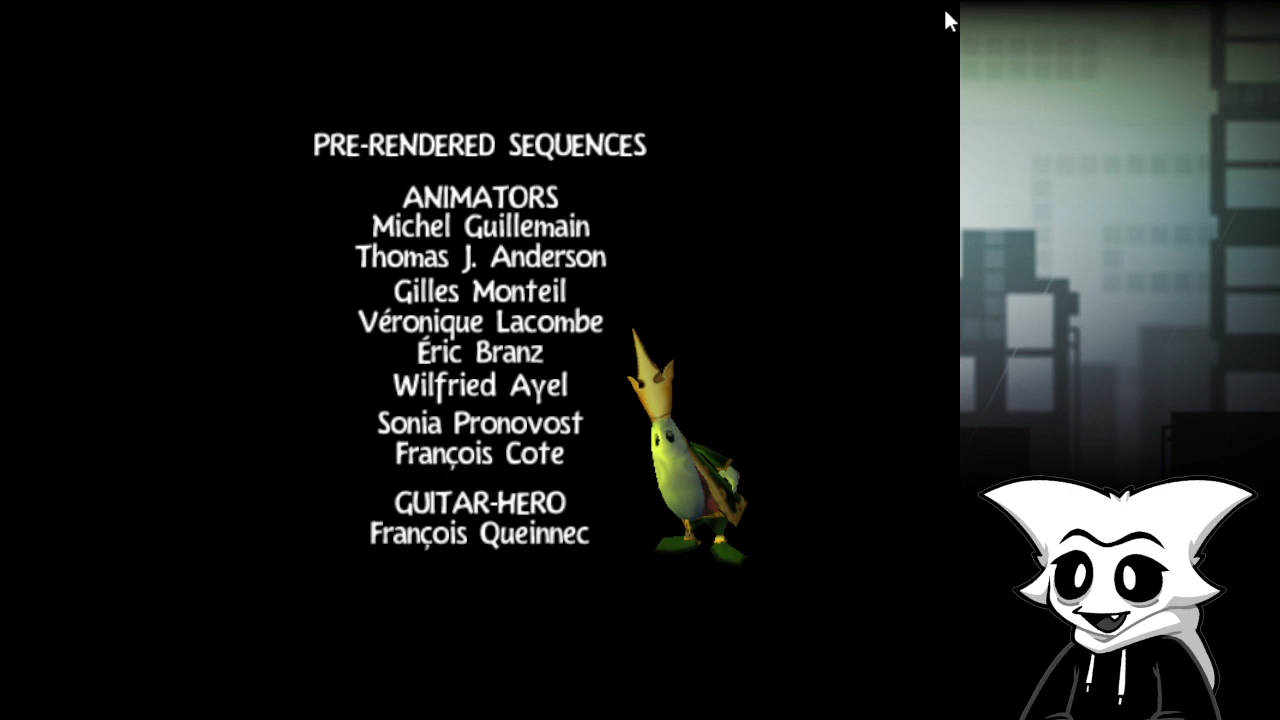 PRE-RENDERED SEQUENCES
ANIMATORS
Michel Guillemain
Thomas J. Anderson
Gilles Monteil
Véronique Lacombe
Éric Branz
Wilfried Ayel
Sonia Pronovost
François Cote
GUITAR-HERO
François Queinnec